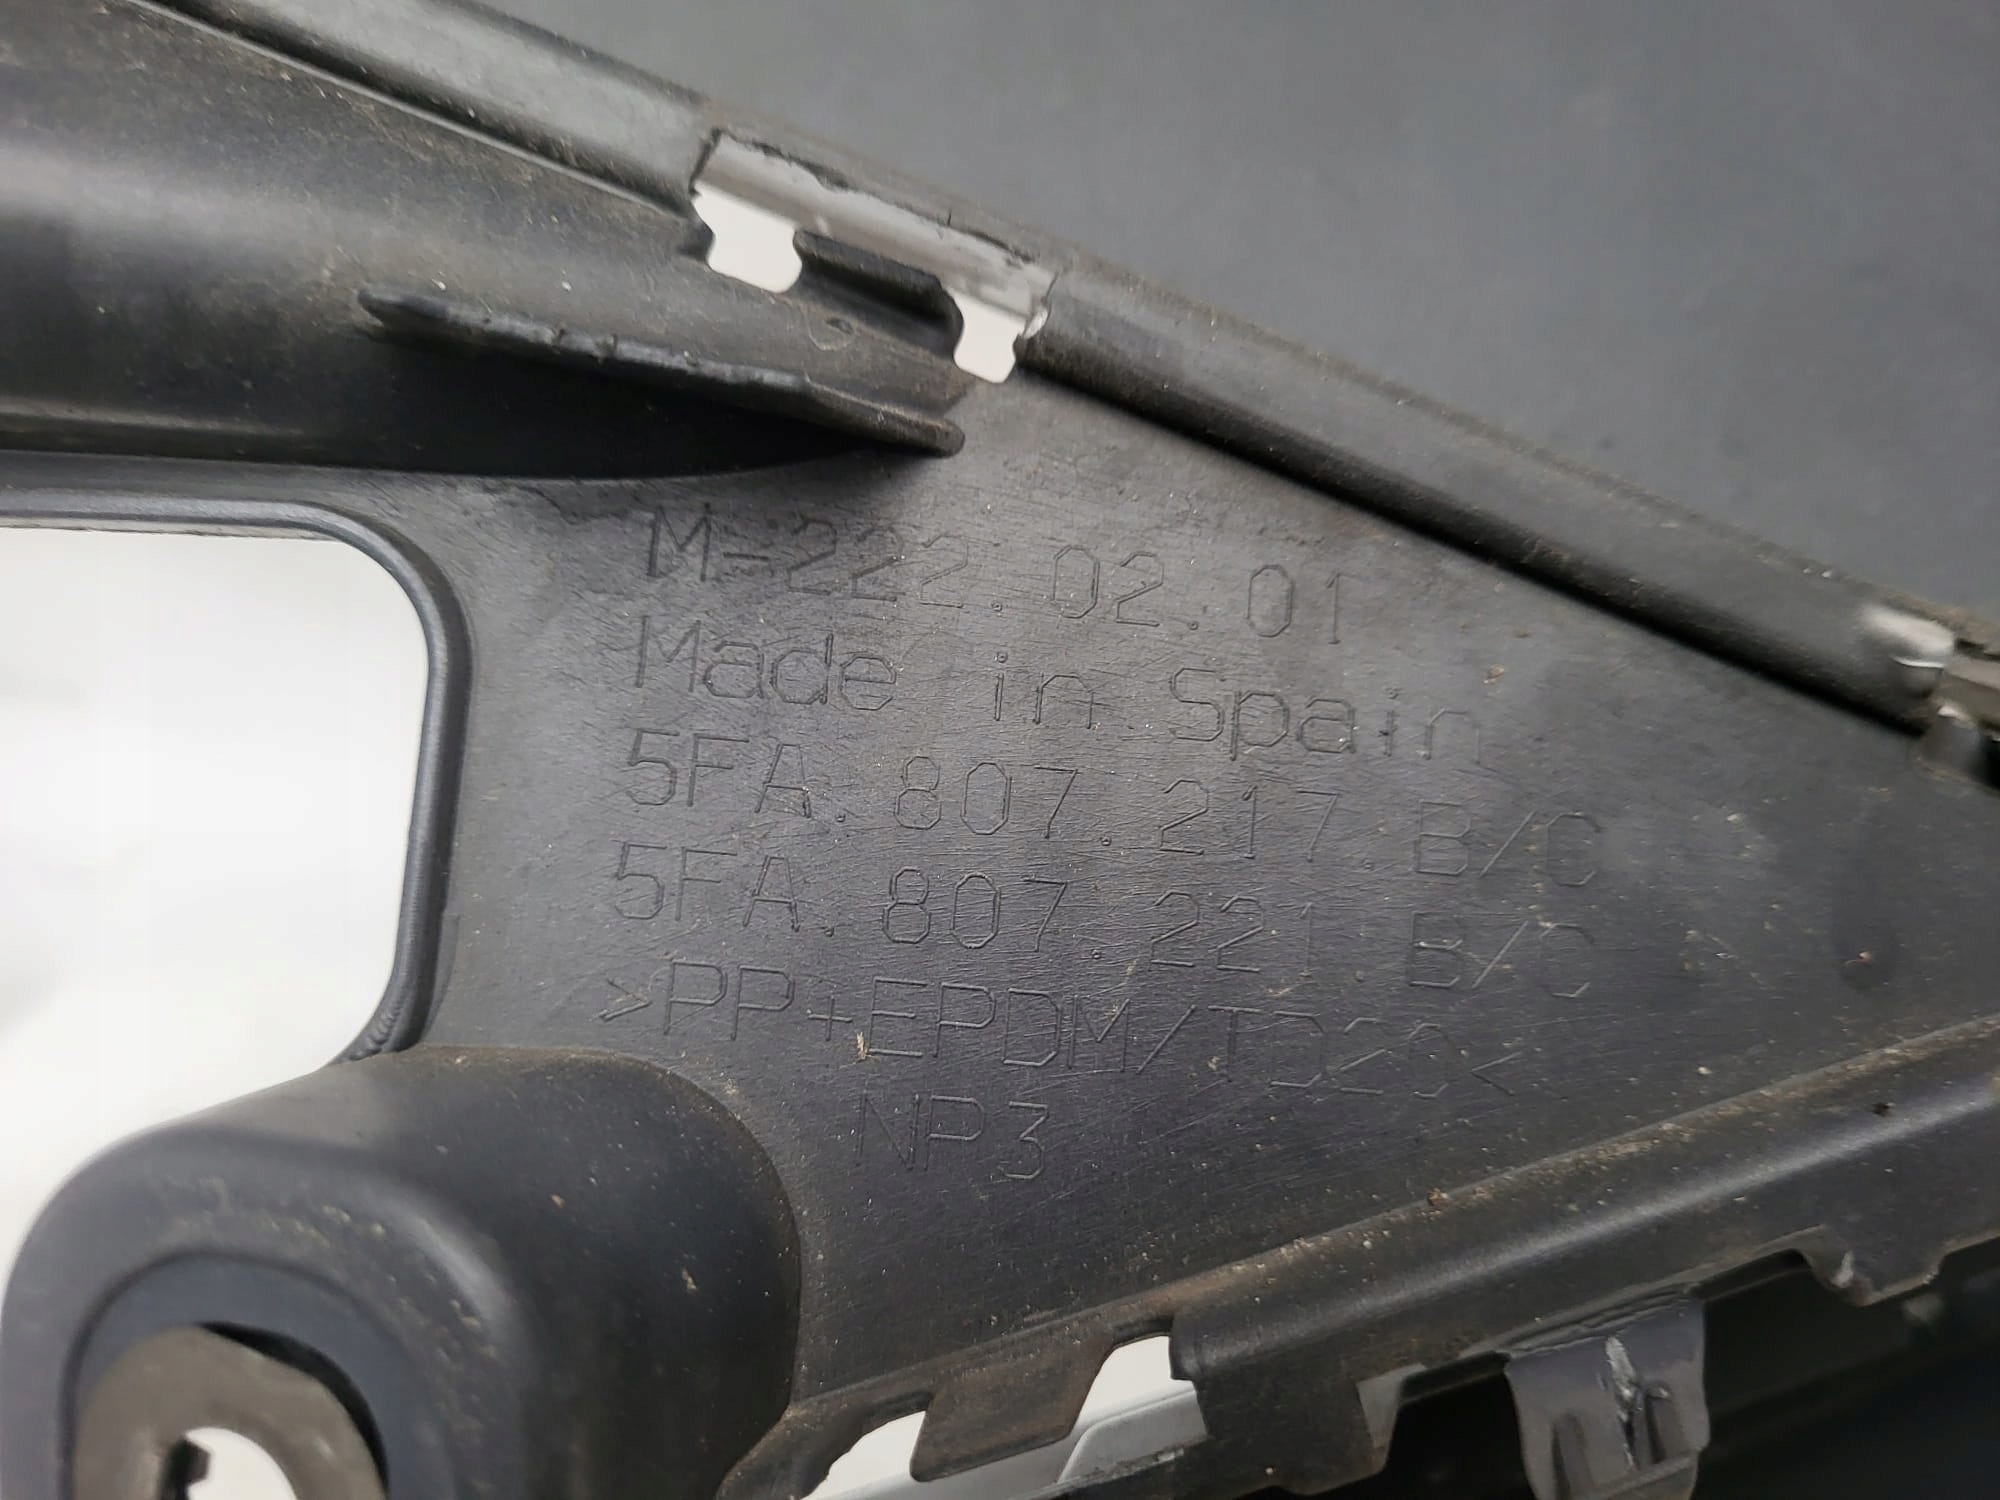 M-222.02.01
Made in Spain
5FA.807.217.B/C
5FA.807.221.B/C
>PP+EPDM/TD20<
NP3